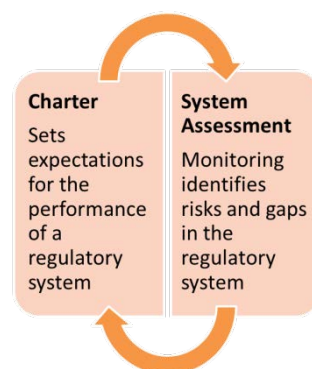 Charter
Sets
expectations
for the
performance
of a
regulatory
system
System
Assessment
Monitoring
identifies
risks and gaps
in the
regulatory
system